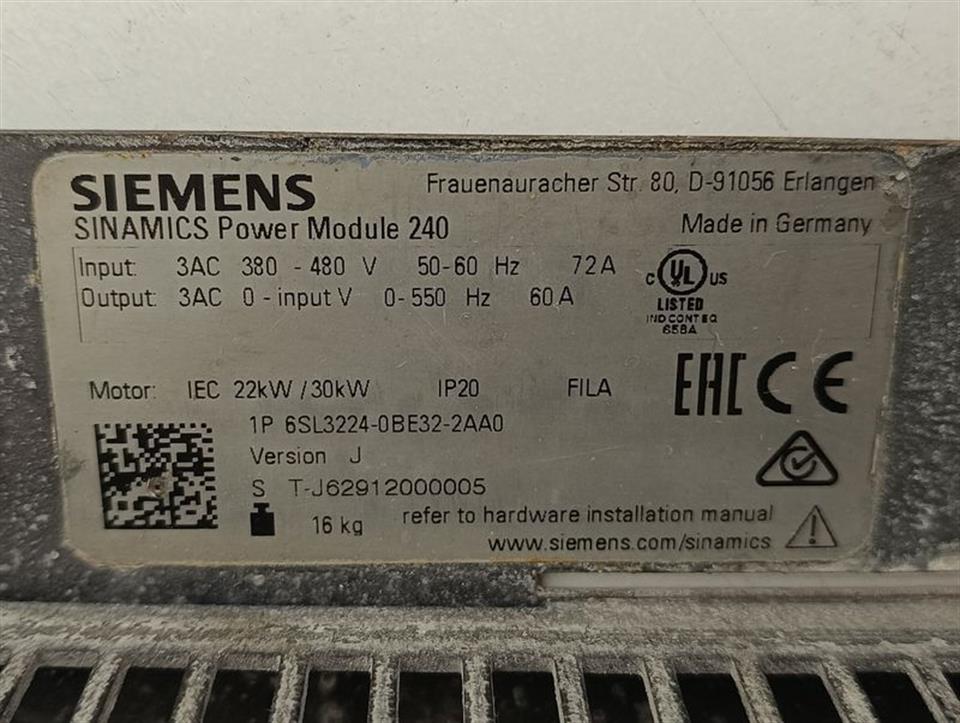 SIEMENS Frauenauracher Str. 80, D-91056 Erlangen
SINAMICS Power Module 240 Made in Germany
Input: 3AC 380 - 480 V 50-60 Hz 72 A
Output: 3AC 0 - input V 0-550 Hz 60 A
C UL US
LISTED
IND CONT EQ
65BA
Motor: IEC 22kW / 30kW IP20 FILA EAC CE
1P 6SL3224-0BE32-2AA0
Version J
S T-J62912000005
16 kg refer to hardware installation manual
www.siemens.com/sinamics